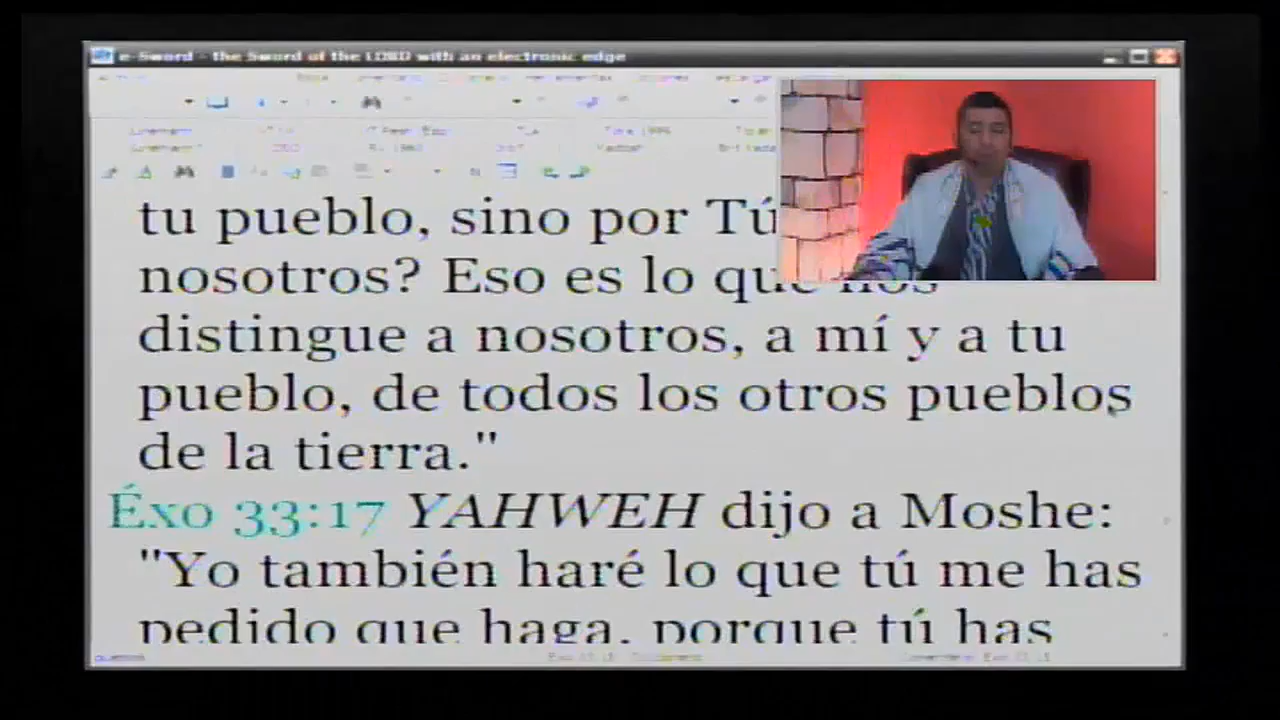 e-Sword - the Sword of the LORD with an electronic edge
tu pueblo, sino por Tú
nosotros? Eso es lo que nos
distingue a nosotros, a mí y a tu
pueblo, de todos los otros pueblos
de la tierra."
Éxo 33:17 YAHWEH dijo a Moshe:
"Yo también haré lo que tú me has
pedido que haga, porque tú has